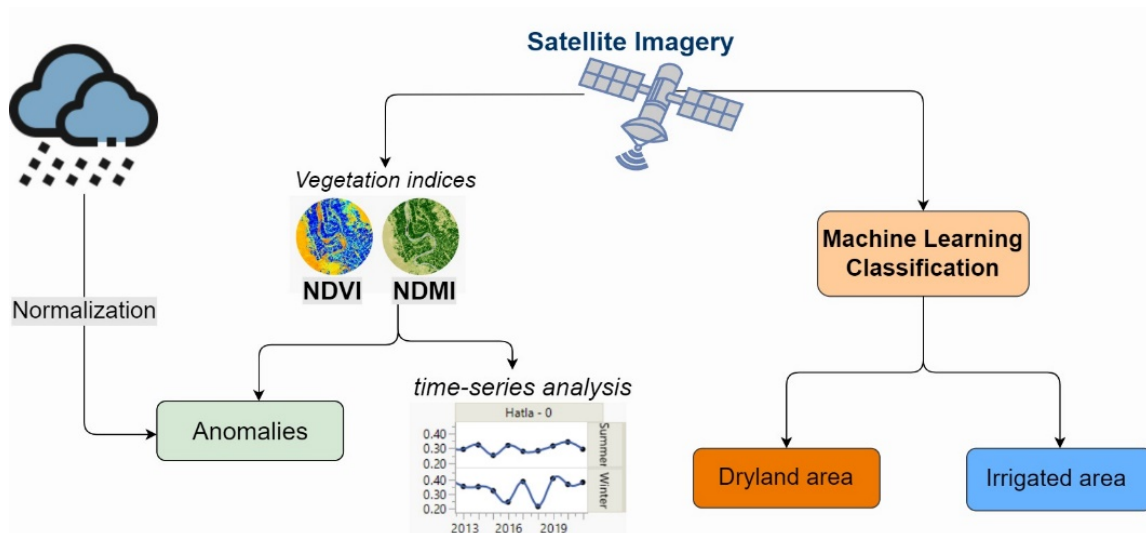 Satellite Imagery
Vegetation indices
NDVI
NDMI
Machine Learning
Classification
Normalization
Anomalies
time-series analysis
Hatla - 0
0.40
0.30
0.20
Summer
0.40
0.30
0.20
Winter
2013 2016 2019
Dryland area
Irrigated area